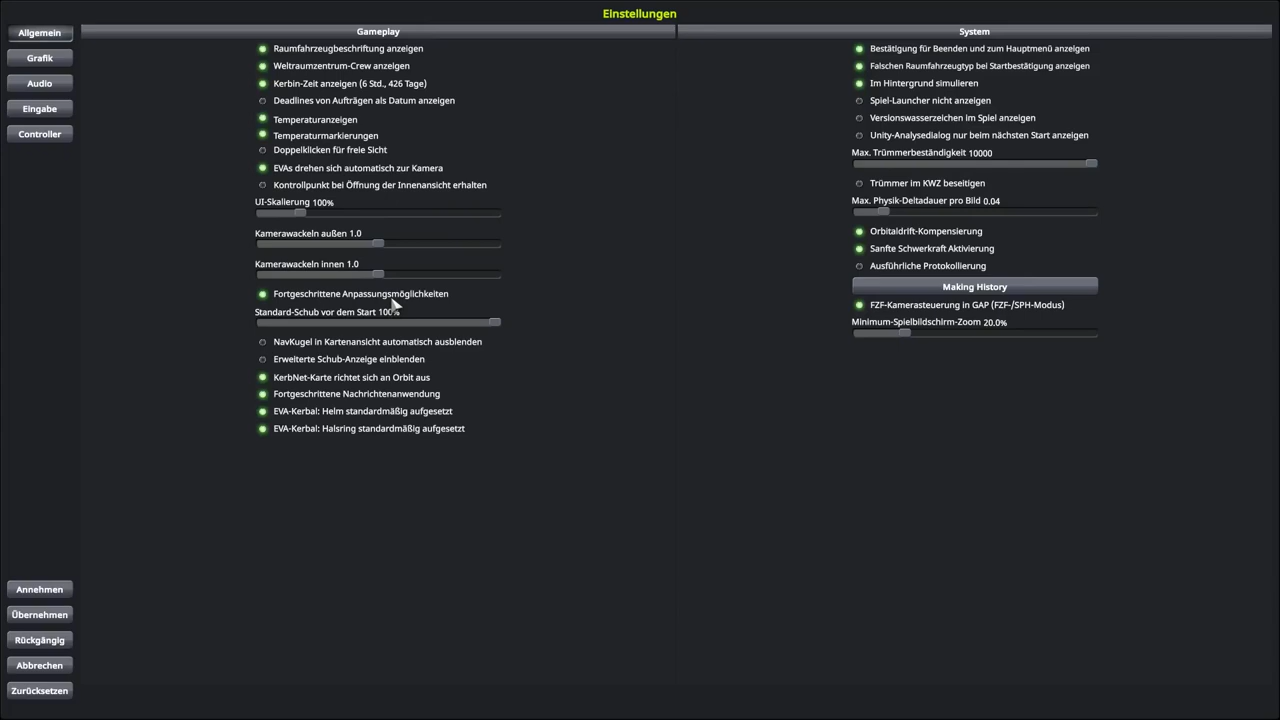 Einstellungen
Allgemein
Grafik
Audio
Eingabe
Controller
Gameplay
Raumfahrzeugbeschriftung anzeigen
Weltraumzentrum-Crew anzeigen
Kerbin-Zeit anzeigen (6 Std., 426 Tage)
Deadlines von Aufträgen als Datum anzeigen
Temperaturanzeigen
Temperaturmarkierungen
Doppelklicken für freie Sicht
EVAs drehen sich automatisch zur Kamera
Kontrollpunkt bei Öffnung der Innenansicht erhalten
UI-Skalierung 100%
Kamerawackeln außen 1.0
Kamerawackeln innen 1.0
Fortgeschrittene Anpassungsmöglichkeiten
Standard-Schub vor dem Start 100%
NavKugel in Kartenansicht automatisch ausblenden
Erweiterte Schub-Anzeige einblenden
KerbNet-Karte richtet sich an Orbit aus
Fortgeschrittene Nachrichtenanwendung
EVA-Kerbal: Helm standardmäßig aufgesetzt
EVA-Kerbal: Halsring standardmäßig aufgesetzt
System
Bestätigung für Beenden und zum Hauptmenü anzeigen
Falschen Raumfahrzeugtyp bei Startbestätigung anzeigen
Im Hintergrund simulieren
Spiel-Launcher nicht anzeigen
Versionswasserzeichen im Spiel anzeigen
Unity-Analysedialog nur beim nächsten Start anzeigen
Max. Trümmerbeständigkeit 10000
Trümmer im KWZ beseitigen
Max. Physik-Deltadauer pro Bild 0.04
Orbitaldrift-Kompensierung
Sanfte Schwerkraft Aktivierung
Ausführliche Protokollierung
Making History
FZF-Kamerasteuerung in GAP (FZF-/SPH-Modus)
Minimum-Spielbildschirm-Zoom 20.0%
Annehmen
Übernehmen
Rückgängig
Abbrechen
Zurücksetzen